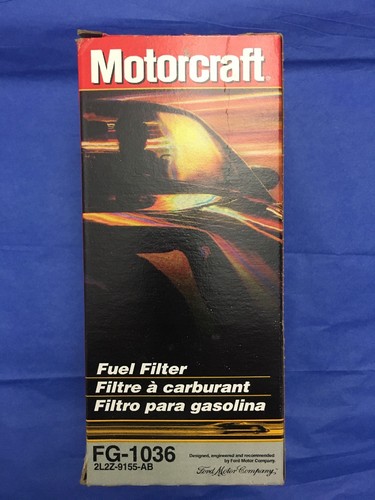 Motorcraft®
Fuel Filter
Filtre à carburant
Filtro para gasolina
FG-1036
2L2Z-9155-AB
Designed, engineered and recommended
by Ford Motor Company
Ford Motor Company,